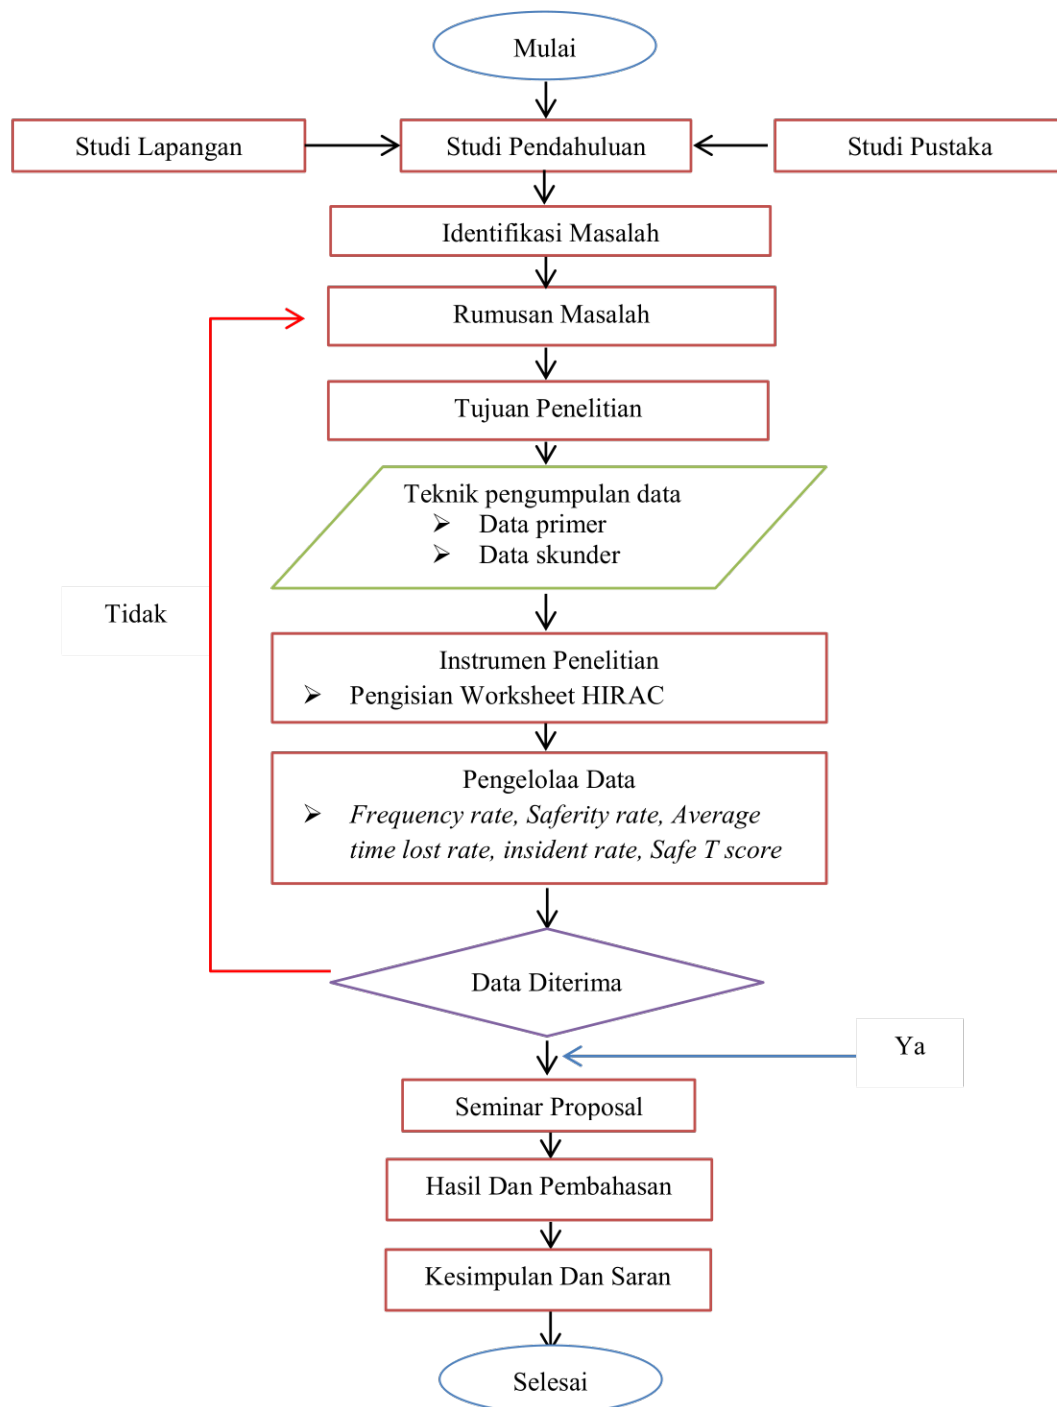 Mulai
Studi Lapangan
Studi Pendahuluan
Studi Pustaka
Identifikasi Masalah
Rumusan Masalah
Tujuan Penelitian
Teknik pengumpulan data
➢ Data primer
➢ Data skunder
Tidak
Instrumen Penelitian
➢ Pengisian Worksheet HIRAC
Pengelolaa Data
➢ Frequency rate, Saferity rate, Average
time lost rate, insident rate, Safe T score
Data Diterima
Ya
Seminar Proposal
Hasil Dan Pembahasan
Kesimpulan Dan Saran
Selesai